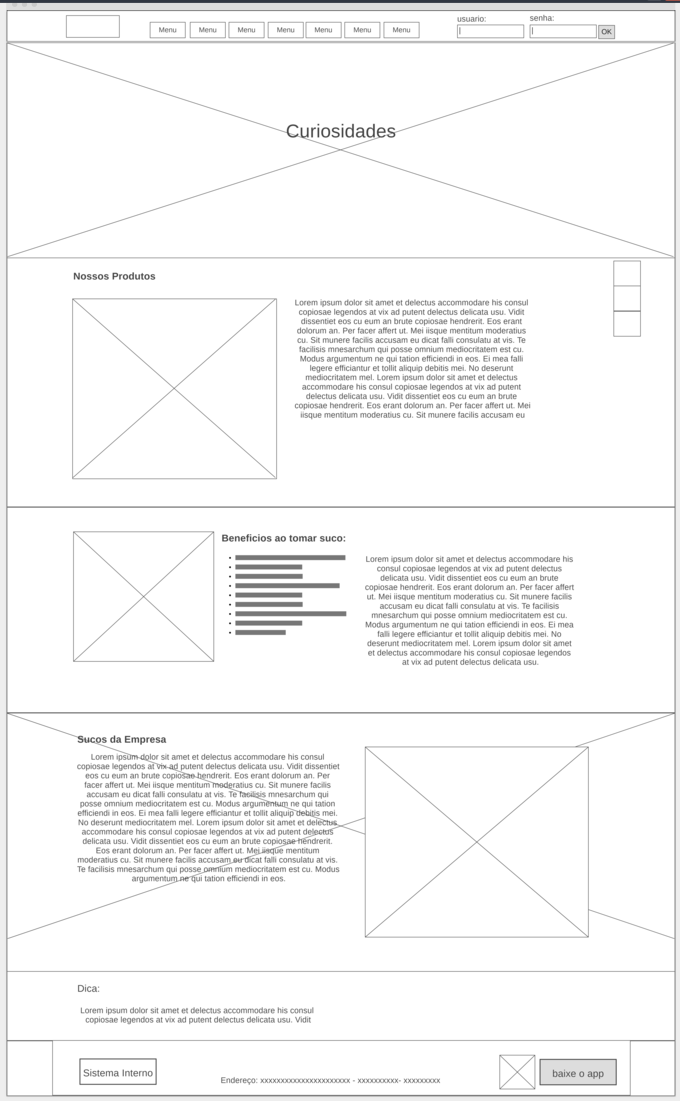 usuario:
senha:
Menu
Menu
Menu
Menu
Menu
Menu
Menu
OK
Curiosidades
Nossos Produtos
Lorem ipsum dolor sit amet et delectus accommodare his consul
copiosae legendos at vix ad putent delectus delicata usu. Vidit
dissentiet eos cu eum an brute copiosae hendrerit. Eos erant
dolorum an. Per facer affert ut. Mei iisque mentitum moderatius
cu. Sit munere facilis accusam eu dicat falli consulatu at vis. Te
facilisis mnesarchum qui posse omnium mediocritatem est cu.
Modus argumentum ne qui tation efficiendi in eos. Ei mea falli
legere efficiantur et tollit aliquip debitis mei. No deserunt
mediocritatem mel. Lorem ipsum dolor sit amet et delectus
accommodare his consul copiosae legendos at vix ad putent
delectus delicata usu. Vidit dissentiet eos cu eum an brute
copiosae hendrerit. Eos erant dolorum an. Per facer affert ut. Mei
iisque mentitum moderatius cu. Sit munere facilis accusam eu
Beneficios ao tomar suco:
Lorem ipsum dolor sit amet et delectus accommodare his
consul copiosae legendos at vix ad putent delectus
delicata usu. Vidit dissentiet eos cu eum an brute
copiosae hendrerit. Eos erant dolorum an. Per facer affert
ut. Mei iisque mentitum moderatius cu. Sit munere facilis
accusam eu dicat falli consulatu at vis. Te facilisis
mnesarchum qui posse omnium mediocritatem est cu.
Modus argumentum ne qui tation efficiendi in eos. Ei mea
falli legere efficiantur et tollit aliquip debitis mei. No
deserunt mediocritatem mel. Lorem ipsum dolor sit amet
et delectus accommodare his consul copiosae legendos
at vix ad putent delectus delicata usu.
Sucos da Empresa
Lorem ipsum dolor sit amet et delectus accommodare his consul
copiosae legendos at vix ad putent delectus delicata usu. Vidit dissentiet
eos cu eum an brute copiosae hendrerit. Eos erant dolorum an. Per
facer affert ut. Mei iisque mentitum moderatius cu. Sit munere facilis
accusam eu dicat falli consulatu at vis. Te facilisis mnesarchum qui
posse omnium mediocritatem est cu. Modus argumentum ne qui tation
efficiendi in eos. Ei mea falli legere efficiantur et tollit aliquip debitis mei.
No deserunt mediocritatem mel. Lorem ipsum dolor sit amet et delectus
accommodare his consul copiosae legendos at vix ad putent delectus
delicata usu. Vidit dissentiet eos cu eum an brute copiosae hendrerit.
Eos erant dolorum an. Per facer affert ut. Mei iisque mentitum
moderatius cu. Sit munere facilis accusam eu dicat falli consulatu at vis.
Te facilisis mnesarchum qui posse omnium mediocritatem est cu. Modus
argumentum ne qui tation efficiendi in eos.
Dica:
Lorem ipsum dolor sit amet et delectus accommodare his consul
copiosae legendos at vix ad putent delectus delicata usu. Vidit
Sistema Interno
Endereço: xxxxxxxxxxxxxxxxxxxxxx - xxxxxxxxxx- xxxxxxxxx
baixe o app